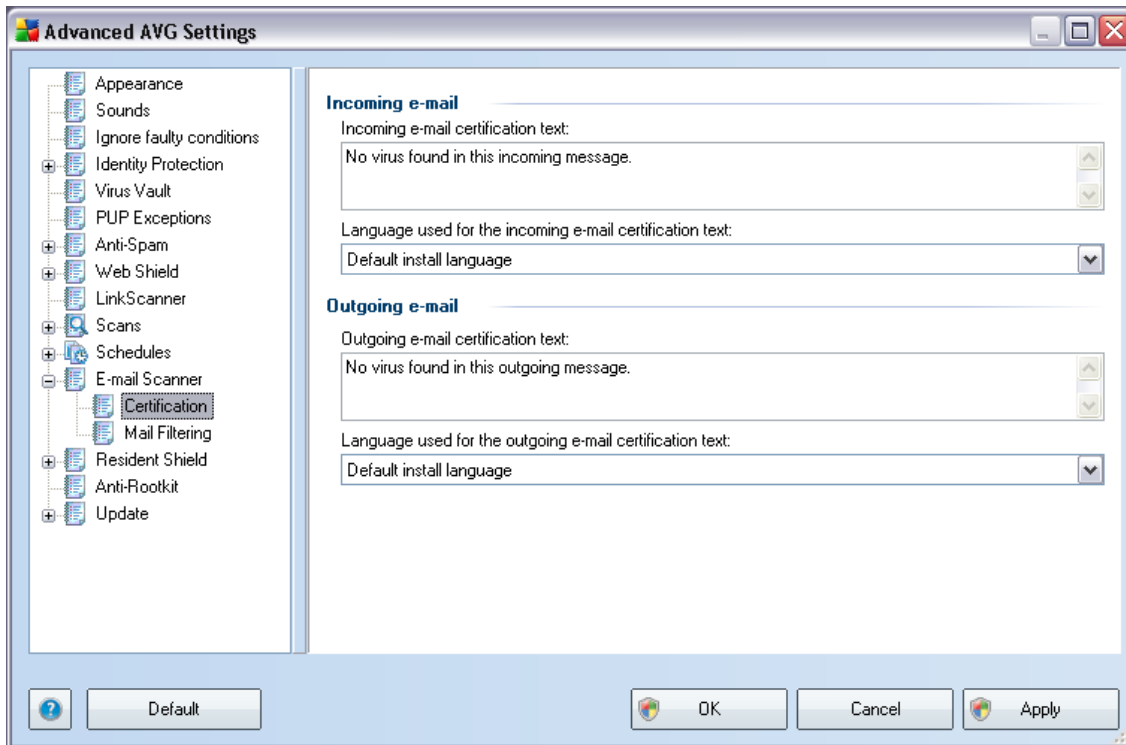 Advanced AVG Settings
Appearance
Sounds
Ignore faulty conditions
Identity Protection
Virus Vault
PUP Exceptions
Anti-Spam
Web Shield
LinkScanner
Scans
Schedules
E-mail Scanner
Certification
Mail Filtering
Resident Shield
Anti-Rootkit
Update
Incoming e-mail
Incoming e-mail certification text:
No virus found in this incoming message.
Language used for the incoming e-mail certification text:
Default install language
Outgoing e-mail
Outgoing e-mail certification text:
No virus found in this outgoing message.
Language used for the outgoing e-mail certification text:
Default install language
? Default OK Cancel Apply